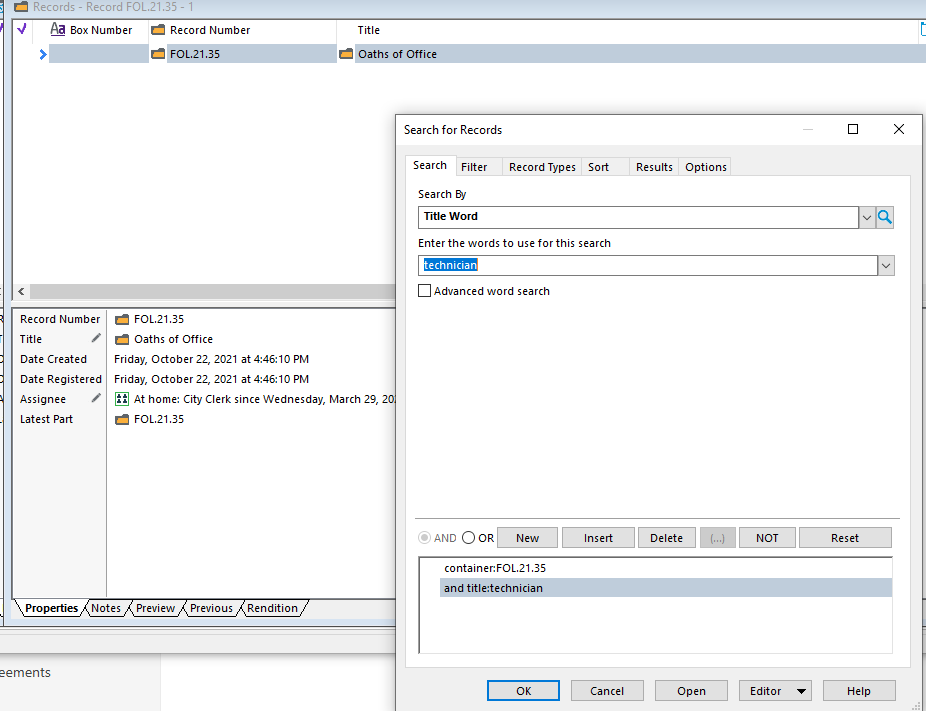 Records - Record FOL.21.35 - 1
Aa Box Number Record Number Title
FOL.21.35 Oaths of Office
Record Number FOL.21.35
Title Oaths of Office
Date Created Friday, October 22, 2021 at 4:46:10 PM
Date Registered Friday, October 22, 2021 at 4:46:10 PM
Assignee At home: City Clerk since Wednesday, March 29, 20
Latest Part FOL.21.35
Properties Notes Preview Previous Rendition
eements
Search for Records
Search Filter Record Types Sort Results Options
Search By
Title Word
Enter the words to use for this search
technician
Advanced word search
AND OR New Insert Delete (...) NOT Reset
container:FOL.21.35
and title:technician
OK Cancel Open Editor Help